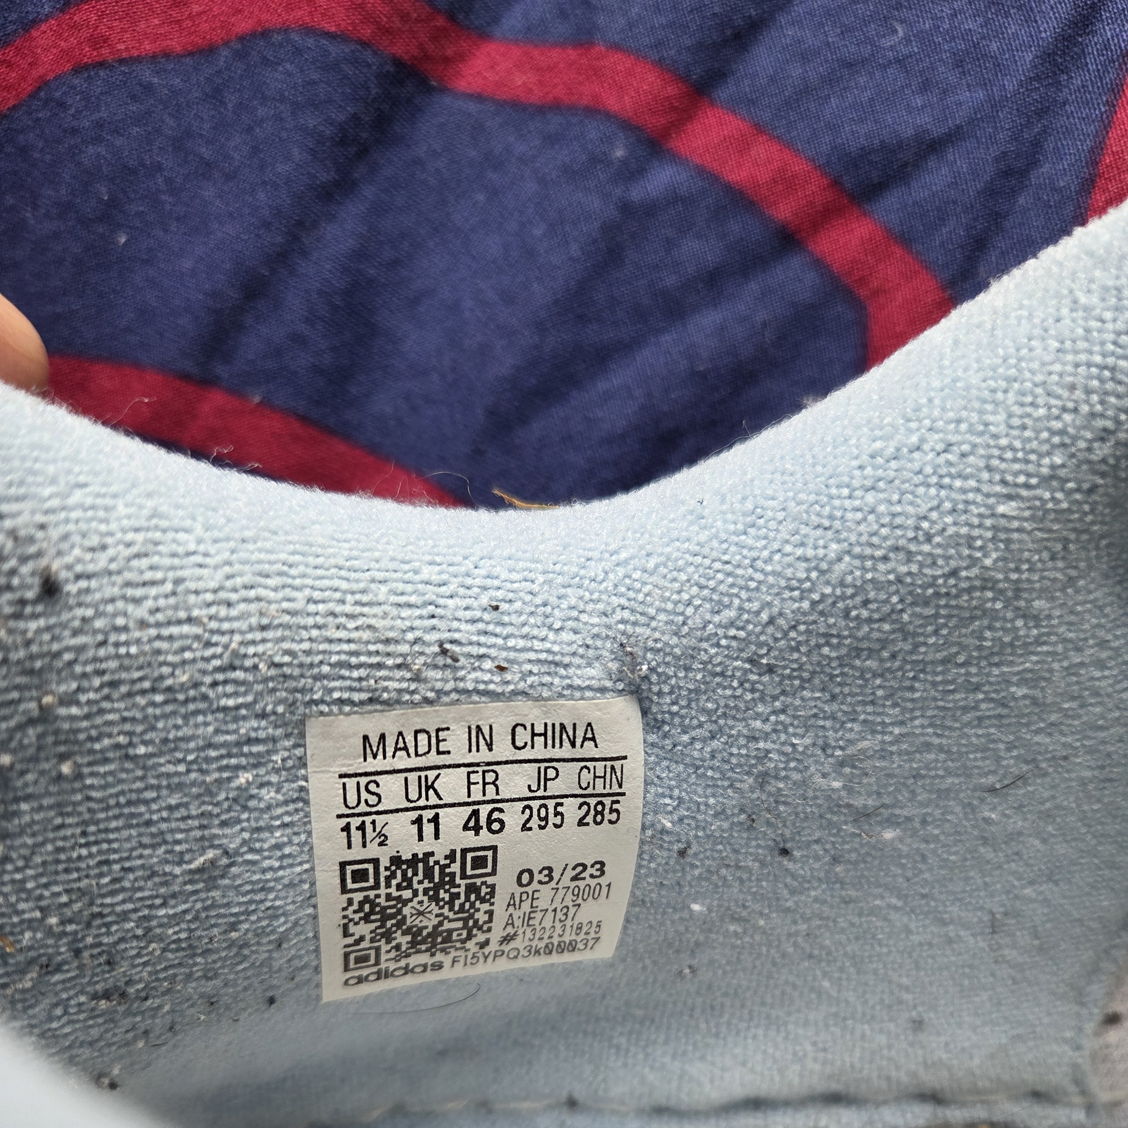 MADE IN CHINA
US UK FR JP CHN
11½ 11 46 295 285
03/23
APE 779001
A:IE7137
#132231825
adidas FI5YPQ3k00037